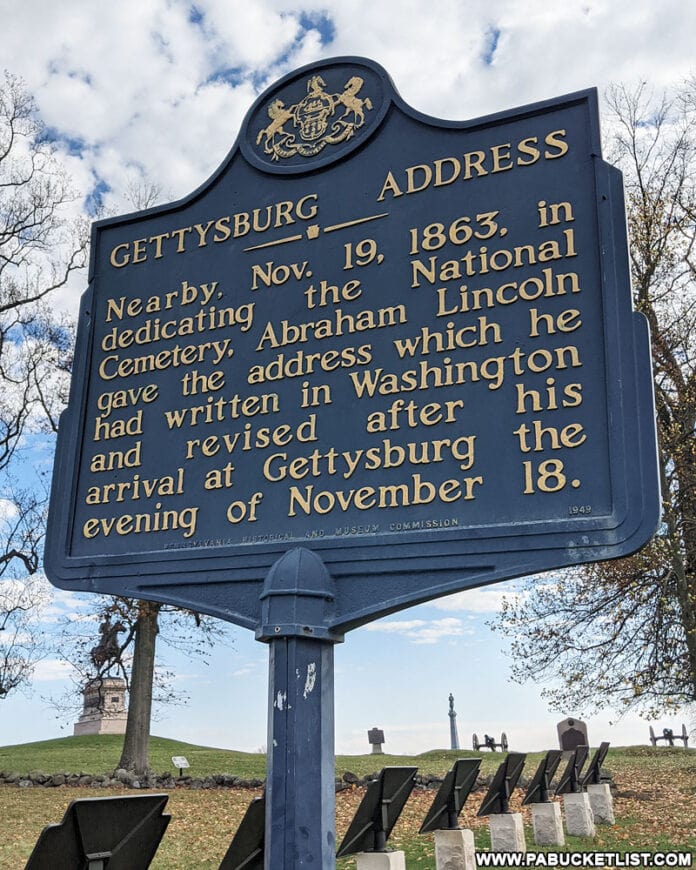 GETTYSBURG ADDRESS
Nearby, Nov. 19, 1863, in
dedicating the National
Cemetery, Abraham Lincoln
gave the address which he
had written in Washington
and revised after his
arrival at Gettysburg the
evening of November 18.
PENNSYLVANIA HISTORICAL AND MUSEUM COMMISSION 1949
WWW.PABUCKETLIST.COM